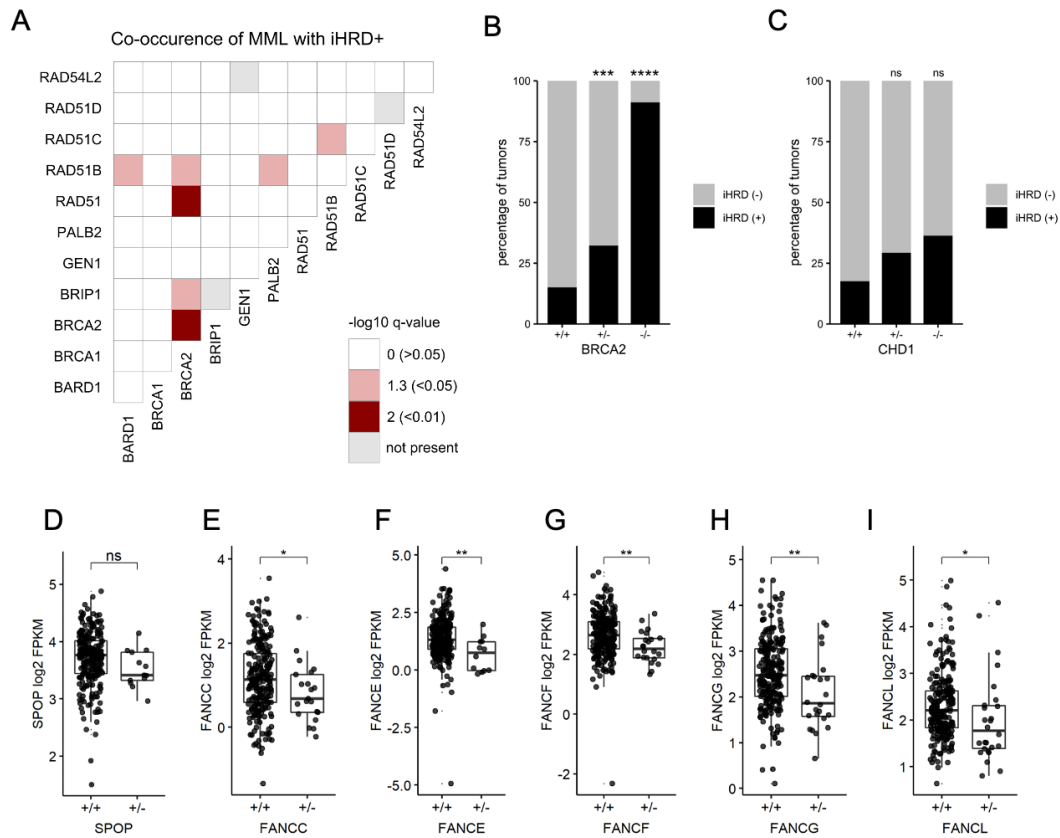 A
Co-occurence of MML with iHRD+
RAD54L2
RAD51D
RAD51C
RAD51B
RAD51
PALB2
GEN1
BRIP1
BRCA2
BRCA1
BARD1
BARD1
BRCA1
BRCA2
BRIP1
GEN1
PALB2
RAD51
RAD51B
RAD51C
RAD51D
RAD54L2
-log10 q-value
0 (>0.05)
1.3 (<0.05)
2 (<0.01)
not present
B
*** ****
percentage of tumors
100
75
50
25
0
+/+ +/- -/-
BRCA2
iHRD (-)
iHRD (+)
C
ns ns
percentage of tumors
100
75
50
25
0
+/+ +/- -/-
CHD1
iHRD (-)
iHRD (+)
D
ns
SPOP log2 FPKM
5
4
3
2
+/+ +/-
SPOP
E
*
FANCC log2 FPKM
4
2
0
+/+ +/-
FANCC
F
**
FANCE log2 FPKM
5.0
2.5
0.0
-2.5
-5.0
+/+ +/-
FANCE
G
**
FANCF log2 FPKM
4
2
0
-2
+/+ +/-
FANCF
H
**
FANCG log2 FPKM
5
4
3
2
1
0
+/+ +/-
FANCG
I
*
FANCL log2 FPKM
5
4
3
2
1
+/+ +/-
FANCL